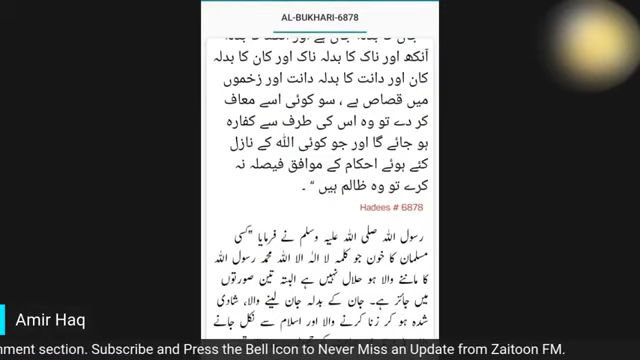 AL-BUKHARI-6878
آنکھ اور ناک کا بدلہ ناک اور کان کا بدلہ
کان اور دانت کا بدلہ دانت اور زخموں
میں قصاص ہے ، سو کوئی اسے معاف
کر دے تو وہ اس کی طرف سے کفارہ
ہو جائے گا اور جو کوئی اللہ کے نازل
کئے ہوئے احکام کے موافق فیصلہ نہ
کرے تو وہ ظالم ہیں “ ۔
Hadees # 6878
رسول اللہ صلی اللہ علیہ وسلم نے فرمایا ”کسی
مسلمان کا خون جو کلمہ لا الہٰ الا اللہ محمد رسول اللہ
کا ماننے والا ہو حلال نہیں ہے البتہ تین صورتوں
میں جائز ہے۔ جان کے بدلہ جان لینے والا، شادی
شدہ ہو کر زنا کرنے والا اور اسلام سے نکل جانے
Amir Haq
nment section. Subscribe and Press the Bell Icon to Never Miss an Update from Zaitoon FM.